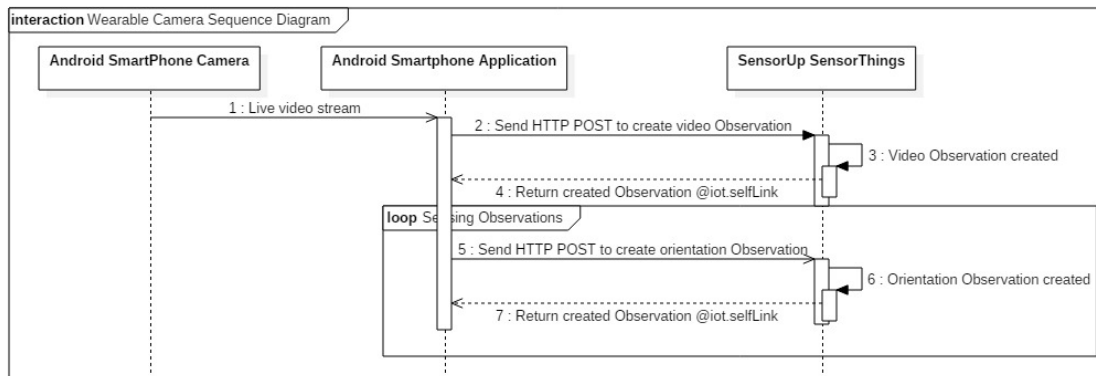 interaction Wearable Camera Sequence Diagram
Android SmartPhone Camera
Android Smartphone Application
SensorUp SensorThings
1 : Live video stream
2 : Send HTTP POST to create video Observation
3 : Video Observation created
4 : Return created Observation @iot.selfLink
loop Sensing Observations
5 : Send HTTP POST to create orientation Observation
6 : Orientation Observation created
7 : Return created Observation @iot.selfLink